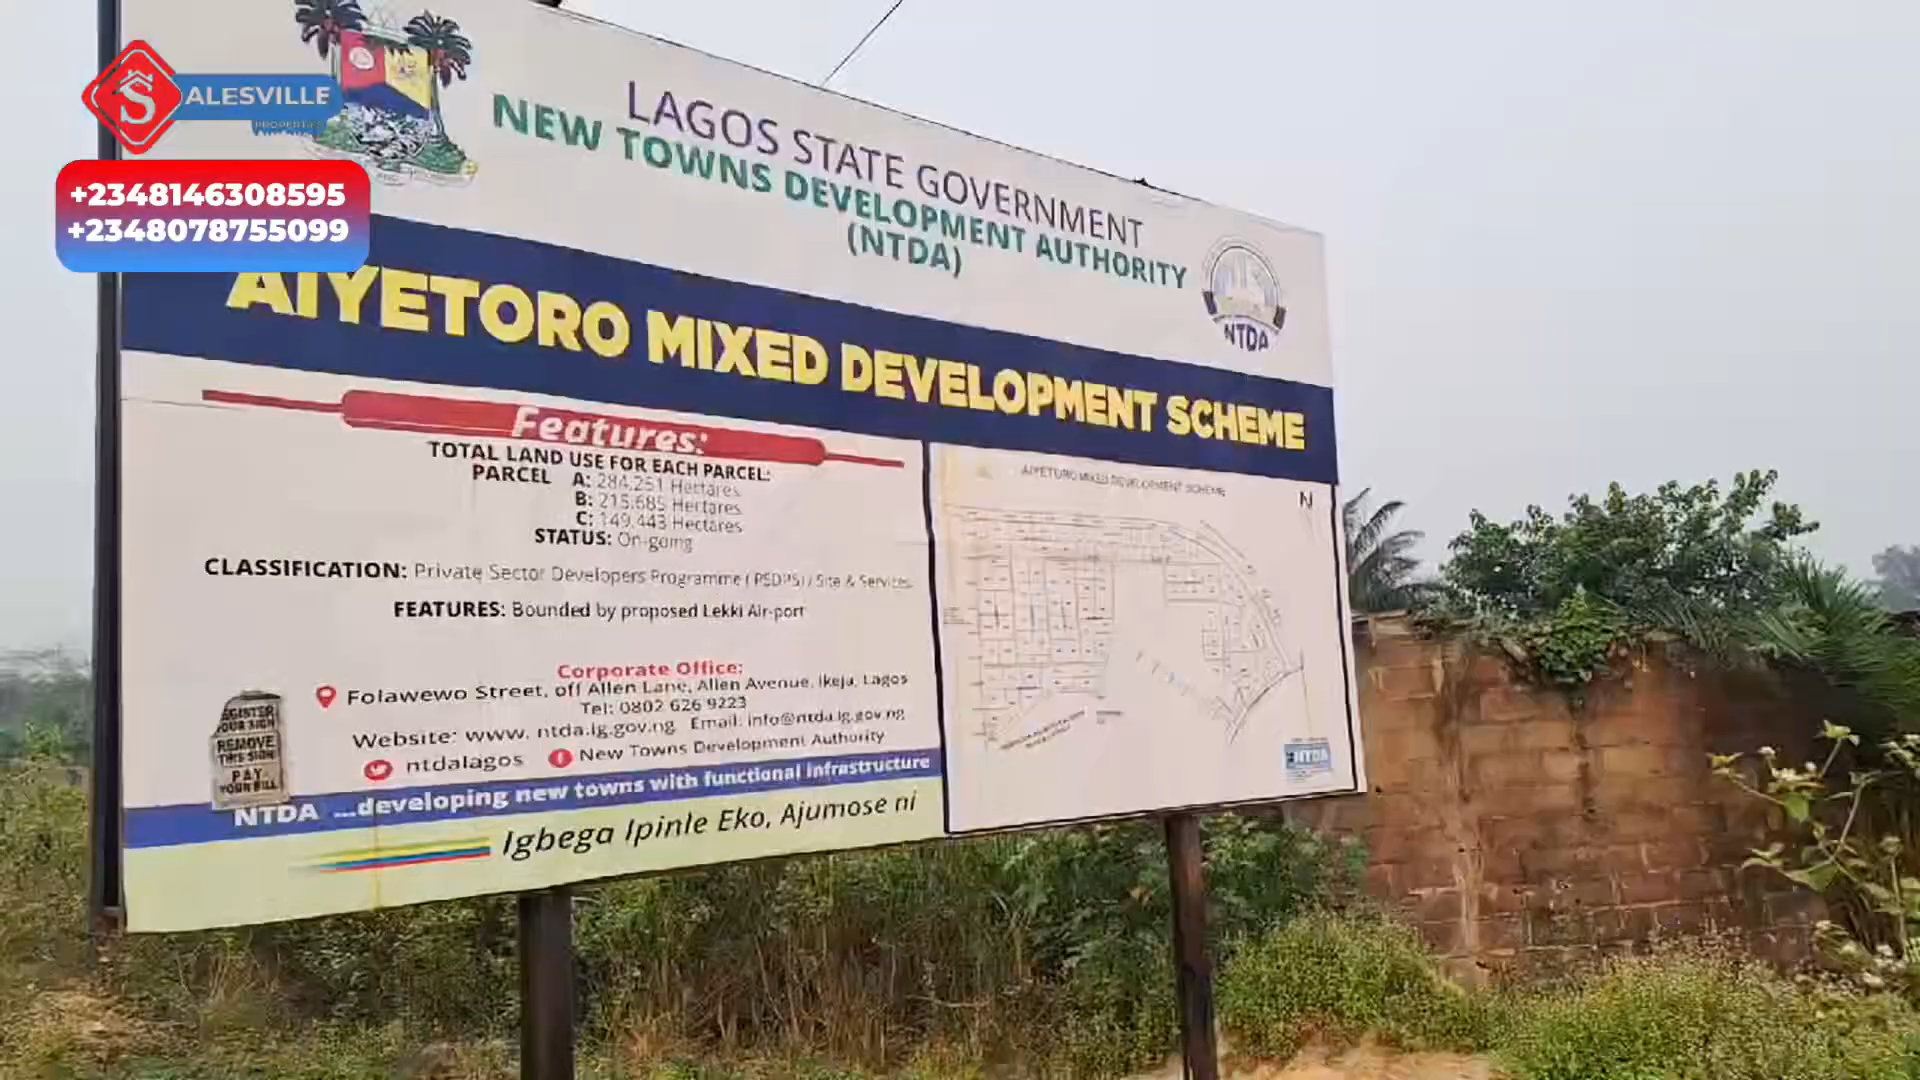 SALESVILLE
PROPERTIES
+2348146308595
+2348078755099
LAGOS STATE GOVERNMENT
NEW TOWNS DEVELOPMENT AUTHORITY
(NTDA)
NTDA
AIYETORO MIXED DEVELOPMENT SCHEME
Features:
TOTAL LAND USE FOR EACH PARCEL:
PARCEL A: 284.251 Hectares
B: 215.685 Hectares
C: 149.443 Hectares
STATUS: On-going
CLASSIFICATION: Private Sector Developers Programme (PSDPS) / Site & Services
FEATURES: Bounded by proposed Lekki Air-port
Corporate Office:
Folawewo Street, off Allen Lane, Allen Avenue, Ikeja, Lagos
Tel: 0802 626 9223
Website: www. ntda.lg.gov.ng Email: info@ntda.lg.gov.ng
ntdalagos New Towns Development Authority
NTDA ...developing new towns with functional infrastructure
Igbega Ipinle Eko, Ajumose ni
REGISTER
YOUR SIGN
REMOVE
THIS SIGN
PAY
YOUR BILL
AIYETORO MIXED DEVELOPMENT SCHEME
N
NTDA